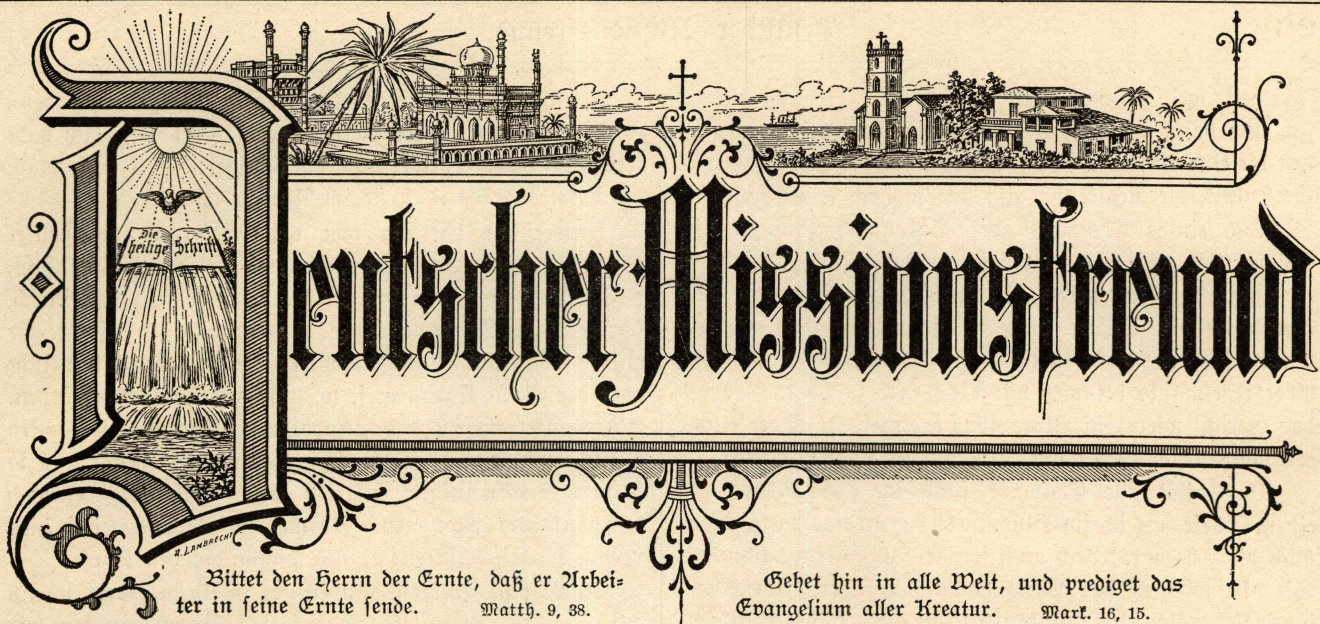 Die
heilige Schrift
Deutscher Missionsfreund
A. LAMBRECHT
Bittet den Herrn der Ernte, daß er Arbei=
ter in seine Ernte sende. Matth. 9, 38.
Gehet hin in alle Welt, und prediget das
Evangelium aller Kreatur. Mark. 16, 15.